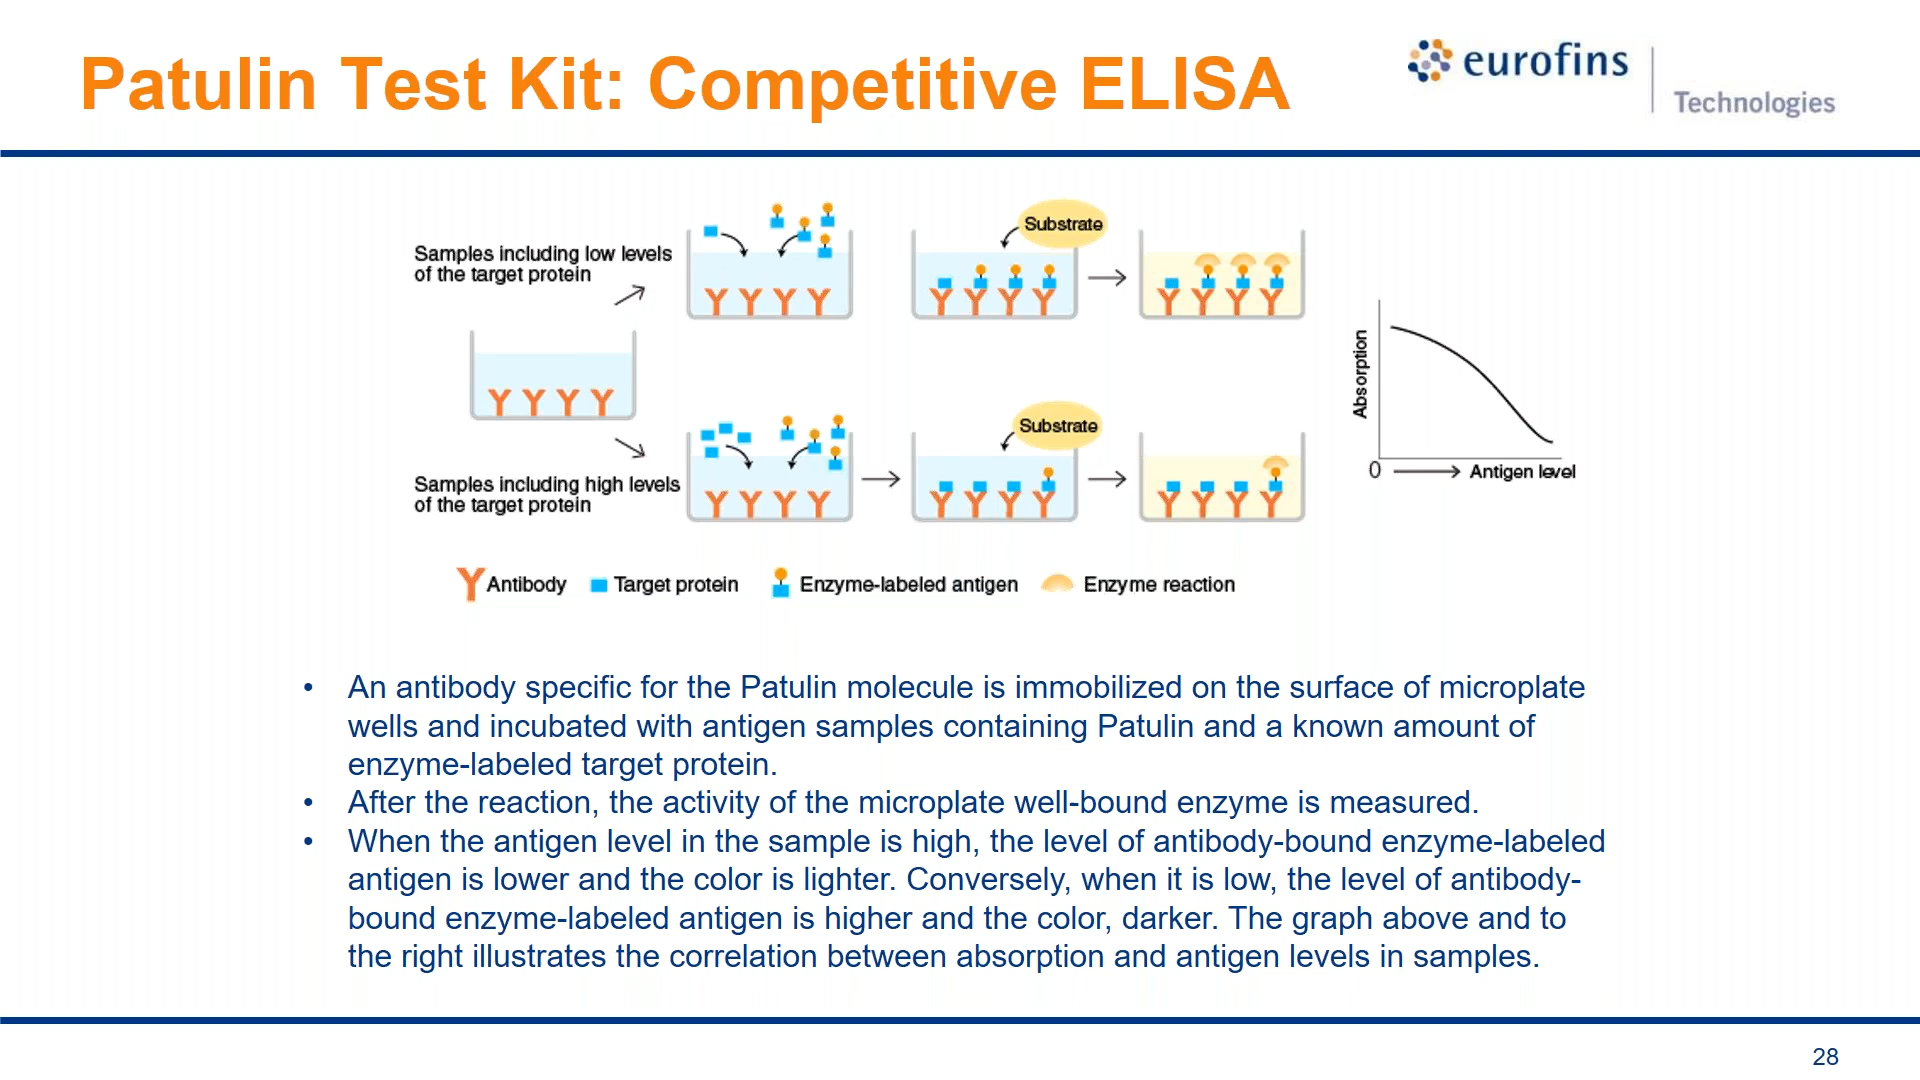 Patulin Test Kit: Competitive ELISA
eurofins
Technologies
Samples including low levels
of the target protein
Substrate
Samples including high levels
of the target protein
Substrate
Absorption
0
Antigen level
Antibody
Target protein
Enzyme-labeled antigen
Enzyme reaction
• An antibody specific for the Patulin molecule is immobilized on the surface of microplate
wells and incubated with antigen samples containing Patulin and a known amount of
enzyme-labeled target protein.
• After the reaction, the activity of the microplate well-bound enzyme is measured.
• When the antigen level in the sample is high, the level of antibody-bound enzyme-labeled
antigen is lower and the color is lighter. Conversely, when it is low, the level of antibody-
bound enzyme-labeled antigen is higher and the color, darker. The graph above and to
the right illustrates the correlation between absorption and antigen levels in samples.
28